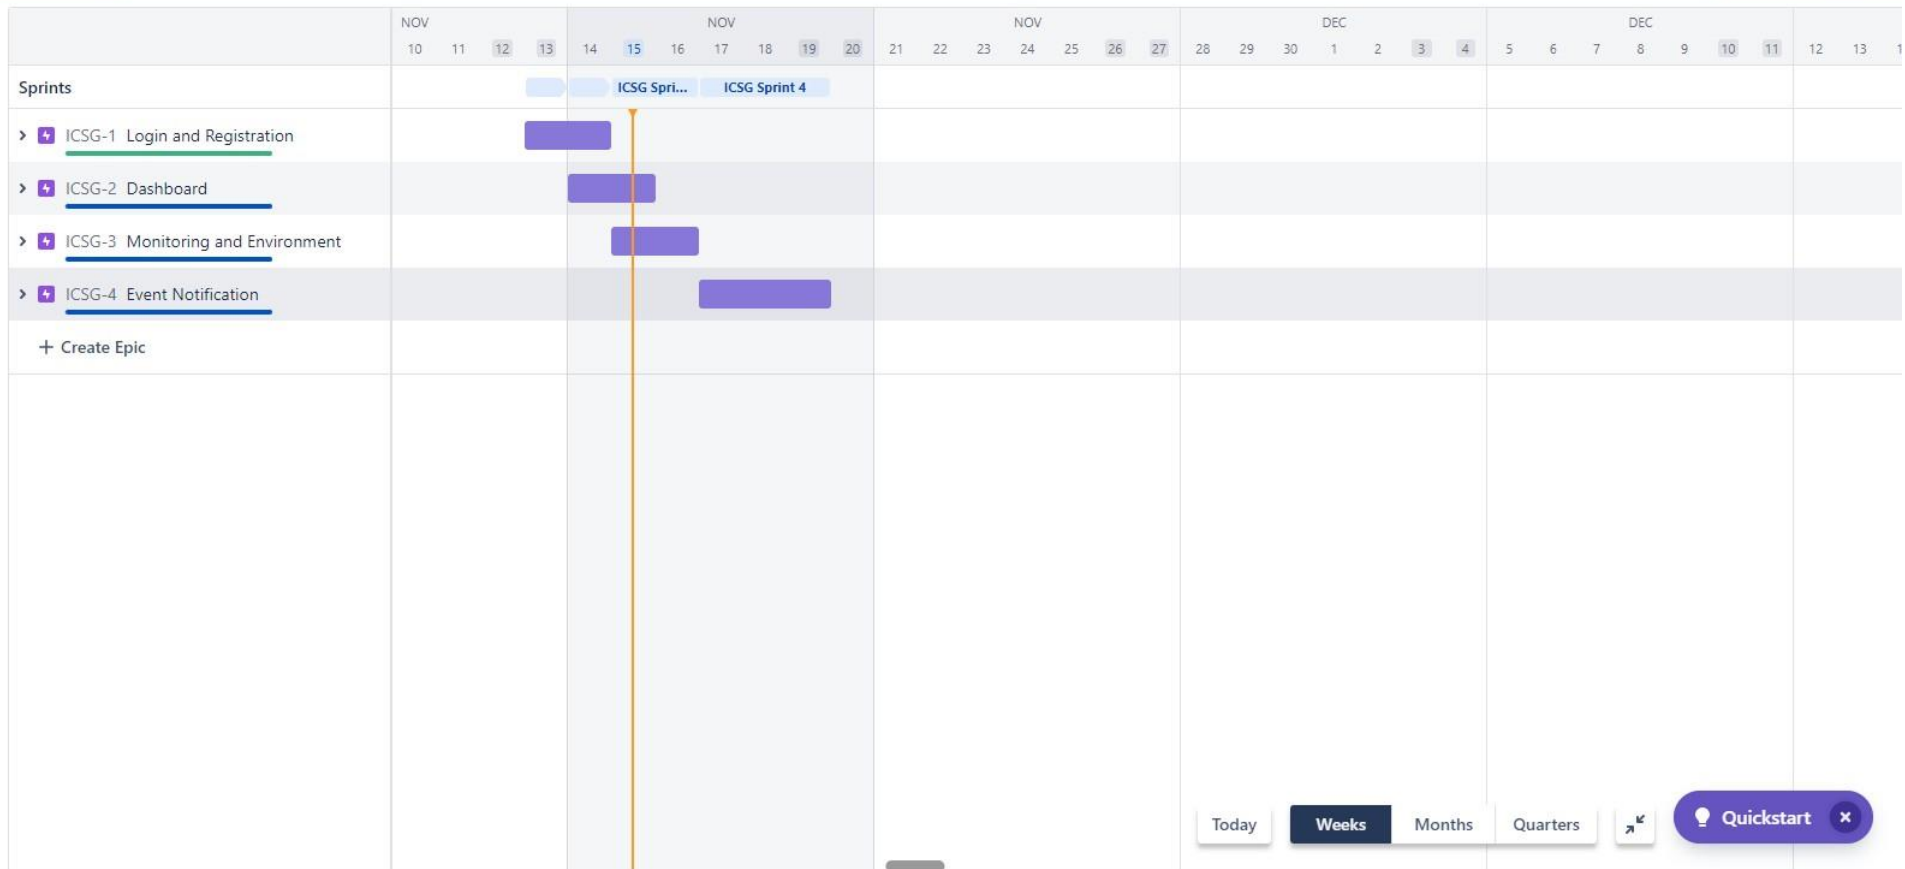 NOV NOV NOV DEC DEC
10 11 12 13 14 15 16 17 18 19 20 21 22 23 24 25 26 27 28 29 30 1 2 3 4 5 6 7 8 9 10 11 12 13
Sprints ICSG Spri... ICSG Sprint 4
ICSG-1 Login and Registration
ICSG-2 Dashboard
ICSG-3 Monitoring and Environment
ICSG-4 Event Notification
+ Create Epic
Today Weeks Months Quarters Quickstart